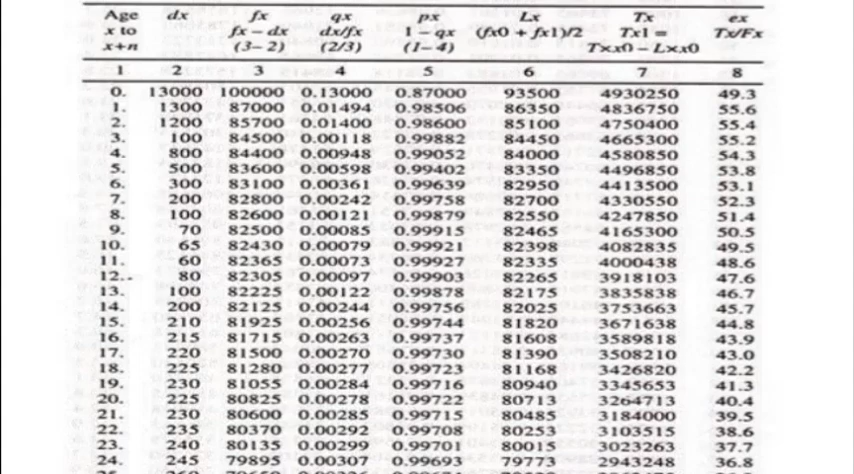 Age dx fx qx px Lx Tx ex
x to fx – dx dx/fx 1 – qx (fx0 + fx1)/2 Tx1 = Tx/Fx
x+n (3–2) (2/3) (1–4) Txx0 – Lxx0
1 2 3 4 5 6 7 8
0. 13000 100000 0.13000 0.87000 93500 4930250 49.3
1. 1300 87000 0.01494 0.98506 86350 4836750 55.6
2. 1200 85700 0.01400 0.98600 85100 4750400 55.4
3. 100 84500 0.00118 0.99882 84450 4665300 55.2
4. 800 84400 0.00948 0.99052 84000 4580850 54.3
5. 500 83600 0.00598 0.99402 83350 4496850 53.8
6. 300 83100 0.00361 0.99639 82950 4413500 53.1
7. 200 82800 0.00242 0.99758 82700 4330550 52.3
8. 100 82600 0.00121 0.99879 82550 4247850 51.4
9. 70 82500 0.00085 0.99915 82465 4165300 50.5
10. 65 82430 0.00079 0.99921 82398 4082835 49.5
11. 60 82365 0.00073 0.99927 82335 4000438 48.6
12. 80 82305 0.00097 0.99903 82265 3918103 47.6
13. 100 82225 0.00122 0.99878 82175 3835838 46.7
14. 200 82125 0.00244 0.99756 82025 3753663 45.7
15. 210 81925 0.00256 0.99744 81820 3671638 44.8
16. 215 81715 0.00263 0.99737 81608 3589818 43.9
17. 220 81500 0.00270 0.99730 81390 3508210 43.0
18. 225 81280 0.00277 0.99723 81168 3426820 42.2
19. 230 81055 0.00284 0.99716 80940 3345653 41.3
20. 225 80825 0.00278 0.99722 80713 3264713 40.4
21. 230 80600 0.00285 0.99715 80485 3184000 39.5
22. 235 80370 0.00292 0.99708 80253 3103515 38.6
23. 240 80135 0.00299 0.99701 80015 3023263 37.7
24. 245 79895 0.00307 0.99693 79773 2943248 36.8